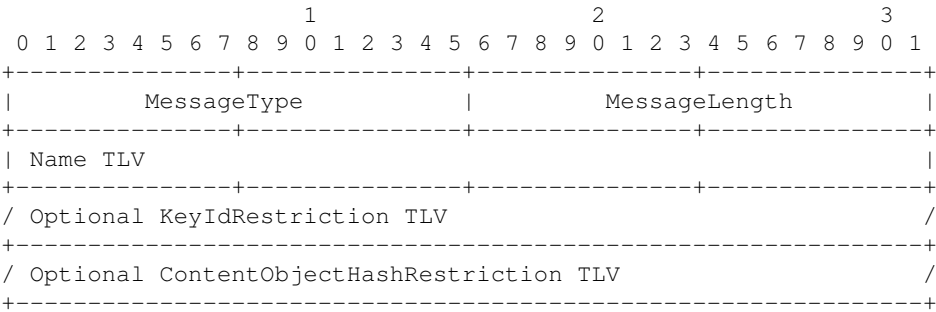 1                   2                   3
 0 1 2 3 4 5 6 7 8 9 0 1 2 3 4 5 6 7 8 9 0 1 2 3 4 5 6 7 8 9 0 1
+---------------+---------------+---------------+---------------+
|         MessageType           |         MessageLength         |
+---------------+---------------+---------------+---------------+
| Name TLV                                                      |
+---------------+---------------+---------------+---------------+
/ Optional KeyIdRestriction TLV                                 /
+---------------------------------------------------------------+
/ Optional ContentObjectHashRestriction TLV                     /
+---------------------------------------------------------------+